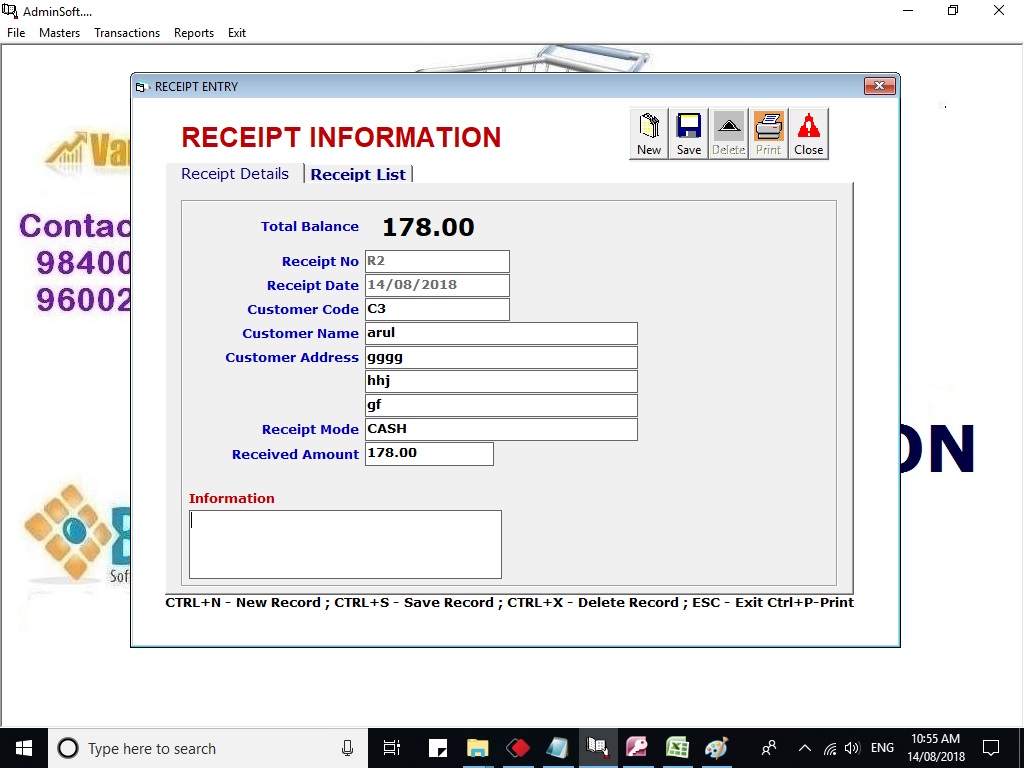 AdminSoft....
File Masters Transactions Reports Exit
RECEIPT ENTRY
RECEIPT INFORMATION
New Save Delete Print Close
Receipt Details Receipt List
Total Balance 178.00
Receipt No R2
Receipt Date 14/08/2018
Customer Code C3
Customer Name arul
Customer Address gggg
hhj
gf
Receipt Mode CASH
Received Amount 178.00
Information
CTRL+N - New Record ; CTRL+S - Save Record ; CTRL+X - Delete Record ; ESC - Exit Ctrl+P-Print
Van
Contac
98400
96002
ON
Sof
Type here to search
ENG
10:55 AM
14/08/2018